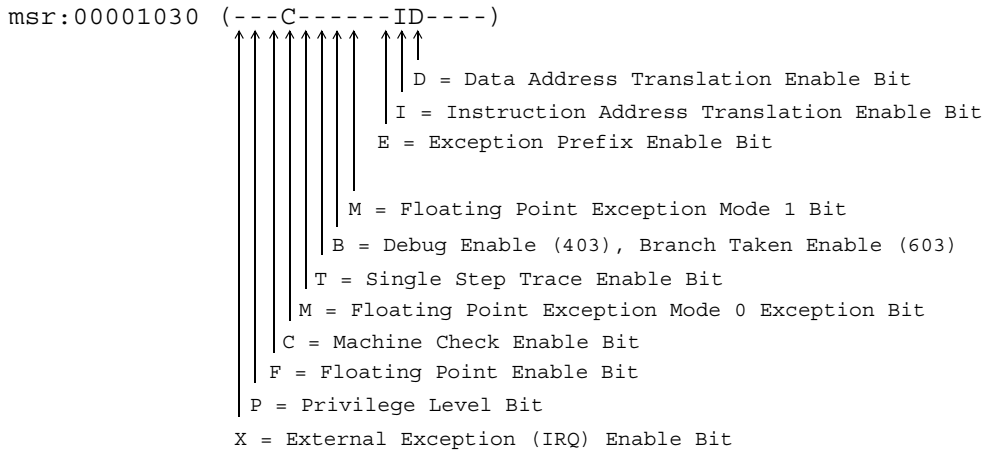 msr:00001030 (---C------ID----)
D = Data Address Translation Enable Bit
I = Instruction Address Translation Enable Bit
E = Exception Prefix Enable Bit
M = Floating Point Exception Mode 1 Bit
B = Debug Enable (403), Branch Taken Enable (603)
T = Single Step Trace Enable Bit
M = Floating Point Exception Mode 0 Exception Bit
C = Machine Check Enable Bit
F = Floating Point Enable Bit
P = Privilege Level Bit
X = External Exception (IRQ) Enable Bit